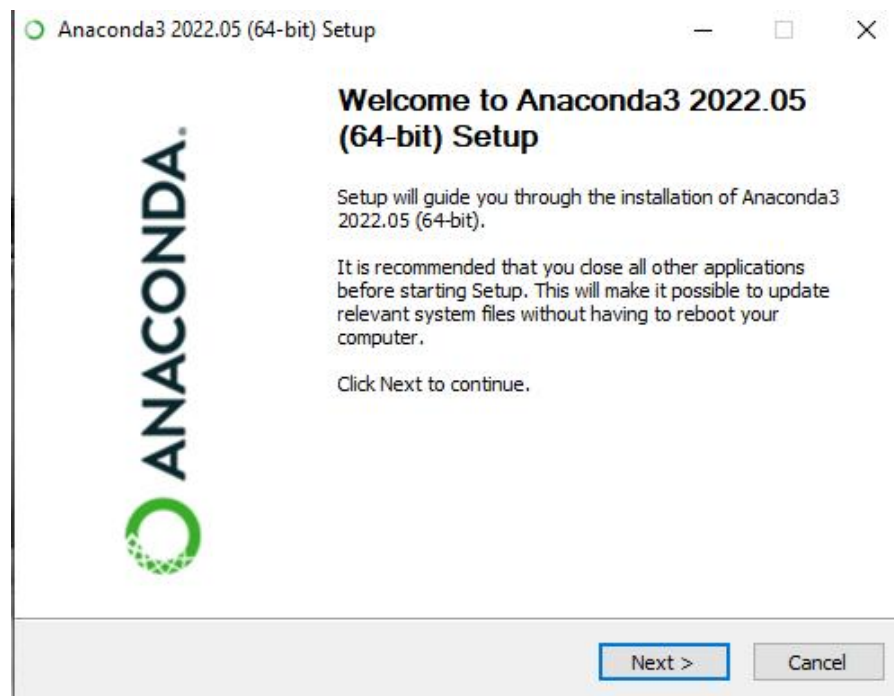 Anaconda3 2022.05 (64-bit) Setup
Welcome to Anaconda3 2022.05
(64-bit) Setup
Setup will guide you through the installation of Anaconda3
2022.05 (64-bit).
It is recommended that you close all other applications
before starting Setup. This will make it possible to update
relevant system files without having to reboot your
computer.
Click Next to continue.
ANACONDA.
Next >
Cancel